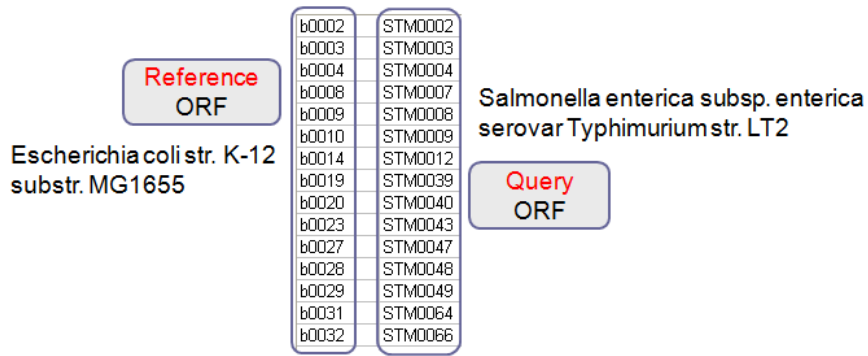 b0002 STM0002
b0003 STM0003
b0004 STM0004
b0008 STM0007
b0009 STM0008
b0010 STM0009
b0014 STM0012
b0019 STM0039
b0020 STM0040
b0023 STM0043
b0027 STM0047
b0028 STM0048
b0029 STM0049
b0031 STM0064
b0032 STM0066
Reference
ORF
Escherichia coli str. K-12
substr. MG1655
Salmonella enterica subsp. enterica
serovar Typhimurium str. LT2
Query
ORF